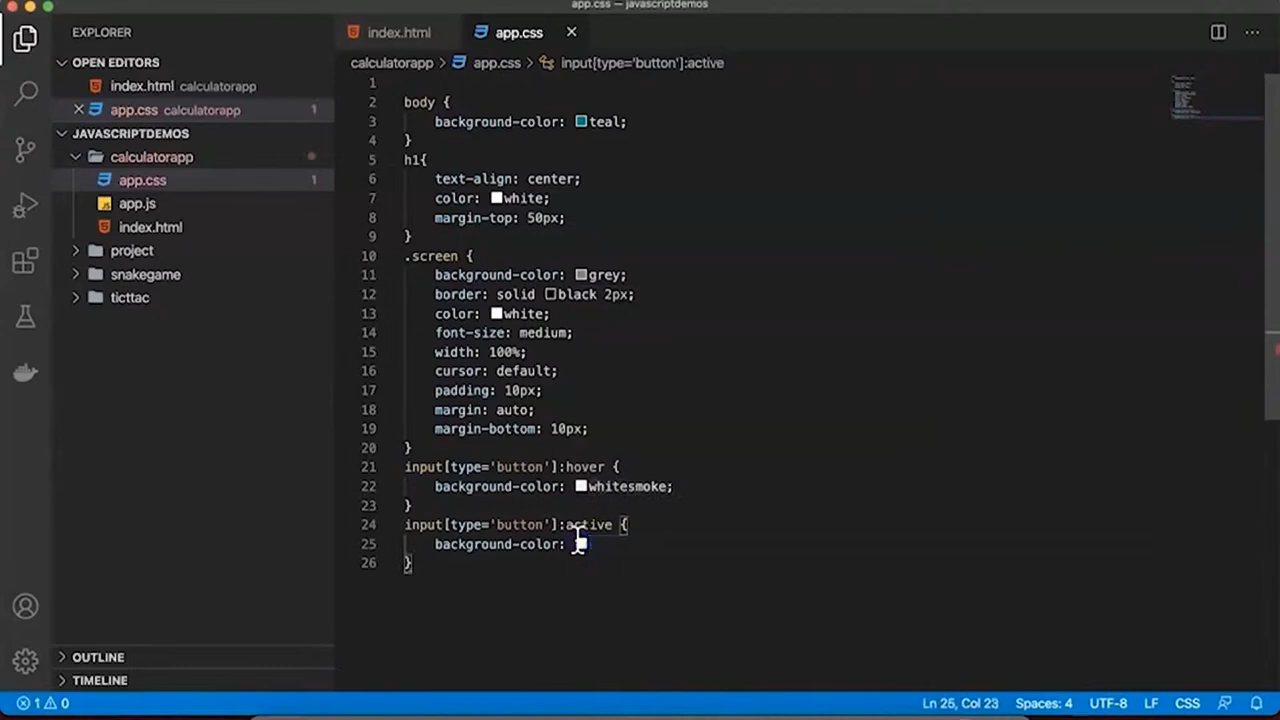 app.css — javascriptdemos
EXPLORER
OPEN EDITORS
index.html calculatorapp
app.css calculatorapp 1
JAVASCRIPTDEMOS
calculatorapp
app.css 1
app.js
index.html
project
snakegame
ticttac
OUTLINE
TIMELINE
index.html app.css
calculatorapp > app.css > input[type='button']:active
1
2 body {
3 background-color: teal;
4 }
5 h1{
6 text-align: center;
7 color: white;
8 margin-top: 50px;
9 }
10 .screen {
11 background-color: grey;
12 border: solid black 2px;
13 color: white;
14 font-size: medium;
15 width: 100%;
16 cursor: default;
17 padding: 10px;
18 margin: auto;
19 margin-bottom: 10px;
20 }
21 input[type='button']:hover {
22 background-color: whitesmoke;
23 }
24 input[type='button']:active {
25 background-color:
26 }
1 0 Ln 25, Col 23 Spaces: 4 UTF-8 LF CSS